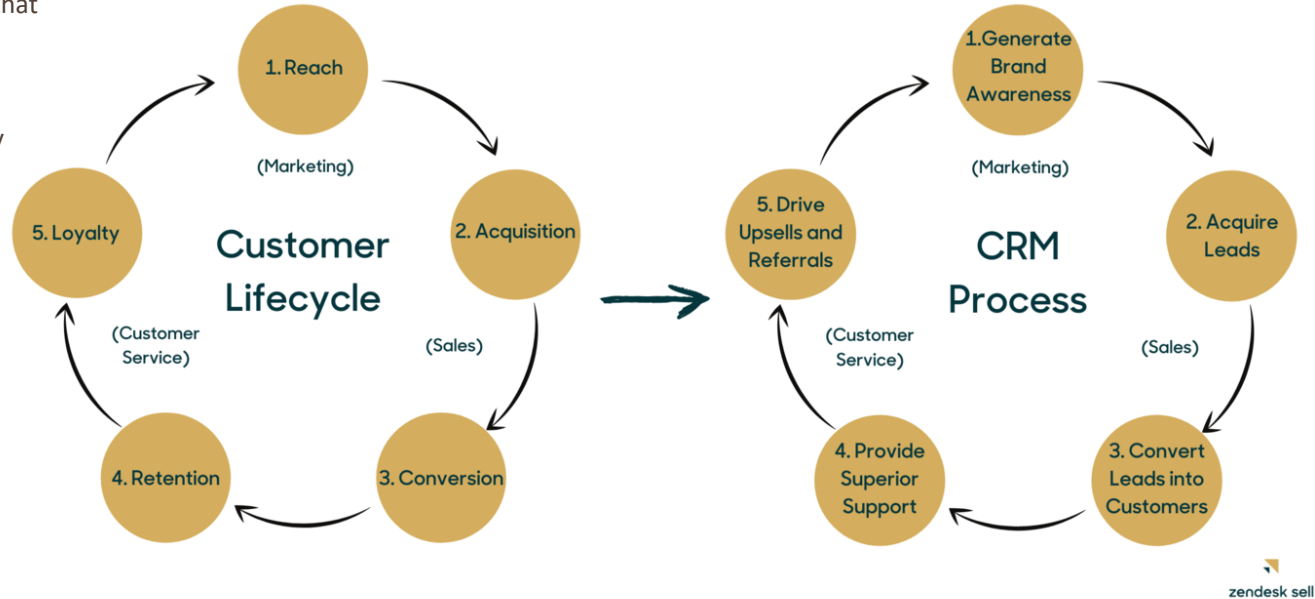 hat
y
1. Reach
(Marketing)
2. Acquisition
5. Loyalty
Customer
Lifecycle
(Customer
Service)
(Sales)
4. Retention
3. Conversion
1.Generate
Brand
Awareness
(Marketing)
2. Acquire
Leads
5. Drive
Upsells and
Referrals
CRM
Process
(Customer
Service)
(Sales)
4. Provide
Superior
Support
3. Convert
Leads into
Customers
zendesk sell